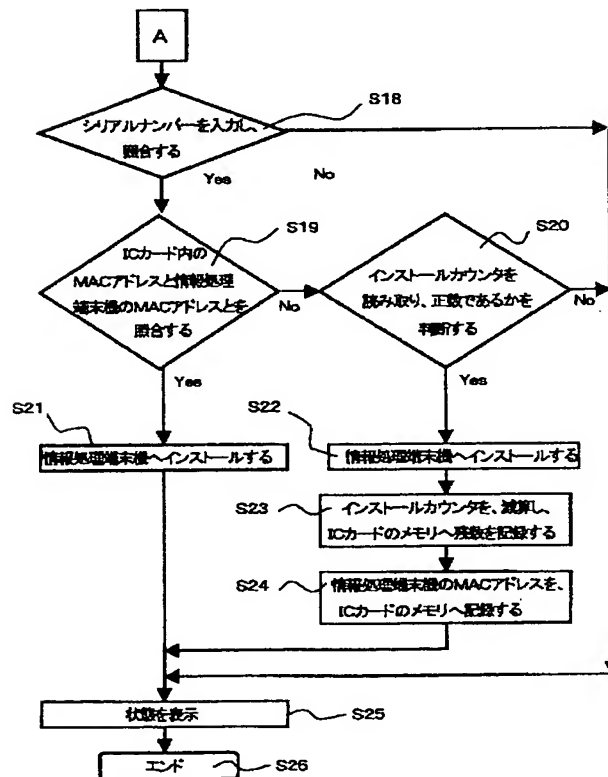 A
S18
シリアルナンバーを入力し、
照合する
Yes
No
S19
ICカード内の
MACアドレスと情報処理
端末機のMACアドレスとを
照合する
No
Yes
S20
インストールカウンタを
読み取り、正数であるかを
判断する
No
Yes
S21
情報処理端末機へインストールする
S22
情報処理端末機へインストールする
S23
インストールカウンタを、減算し、
ICカードのメモリへ残数を記録する
S24
情報処理端末機のMACアドレスを、
ICカードのメモリへ記録する
状態を表示
S25
エンド
S26